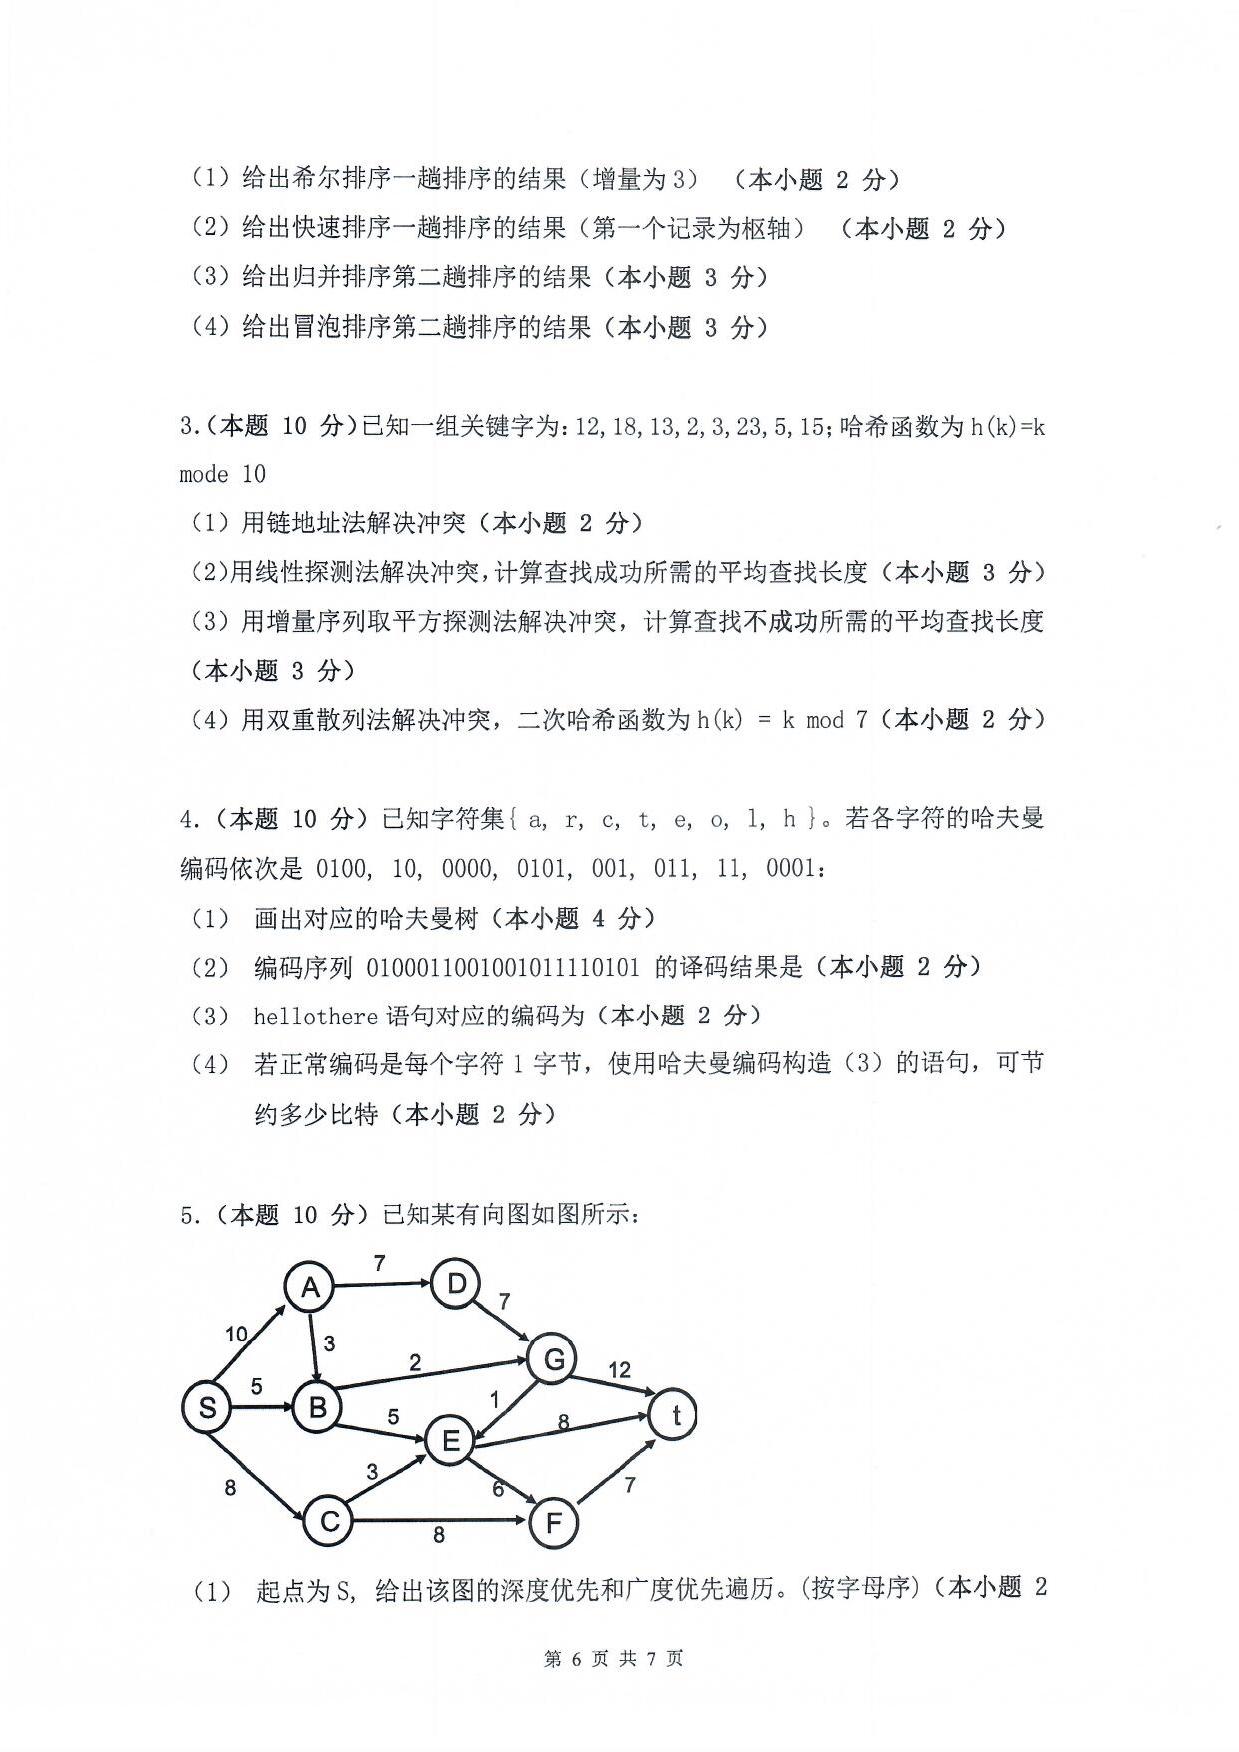 （1）给出希尔排序一趟排序的结果（增量为3）（本小题 2 分）
（2）给出快速排序一趟排序的结果（第一个记录为枢轴）（本小题 2 分）
（3）给出归并排序第二趟排序的结果（本小题 3 分）
（4）给出冒泡排序第二趟排序的结果（本小题 3 分）
3.（本题 10 分）已知一组关键字为：12,18,13,2,3,23,5,15；哈希函数为 h(k)=k
mode 10
（1）用链地址法解决冲突（本小题 2 分）
（2）用线性探测法解决冲突，计算查找成功所需的平均查找长度（本小题 3 分）
（3）用增量序列取平方探测法解决冲突，计算查找不成功所需的平均查找长度
（本小题 3 分）
（4）用双重散列法解决冲突，二次哈希函数为 h(k) = k mod 7（本小题 2 分）
4.（本题 10 分）已知字符集{ a, r, c, t, e, o, l, h }。若各字符的哈夫曼
编码依次是 0100, 10, 0000, 0101, 001, 011, 11, 0001：
（1） 画出对应的哈夫曼树（本小题 4 分）
（2） 编码序列 0100011001001011110101 的译码结果是（本小题 2 分）
（3） hellothere 语句对应的编码为（本小题 2 分）
（4） 若正常编码是每个字符 1 字节，使用哈夫曼编码构造（3）的语句，可节
约多少比特（本小题 2 分）
5.（本题 10 分）已知某有向图如图所示：
7
A D
7
10 3
2 G 12
5
S B 1 t
5 8
E
3
8 6 7
C F
8
（1） 起点为 S, 给出该图的深度优先和广度优先遍历。(按字母序)（本小题 2
第 6 页 共 7 页